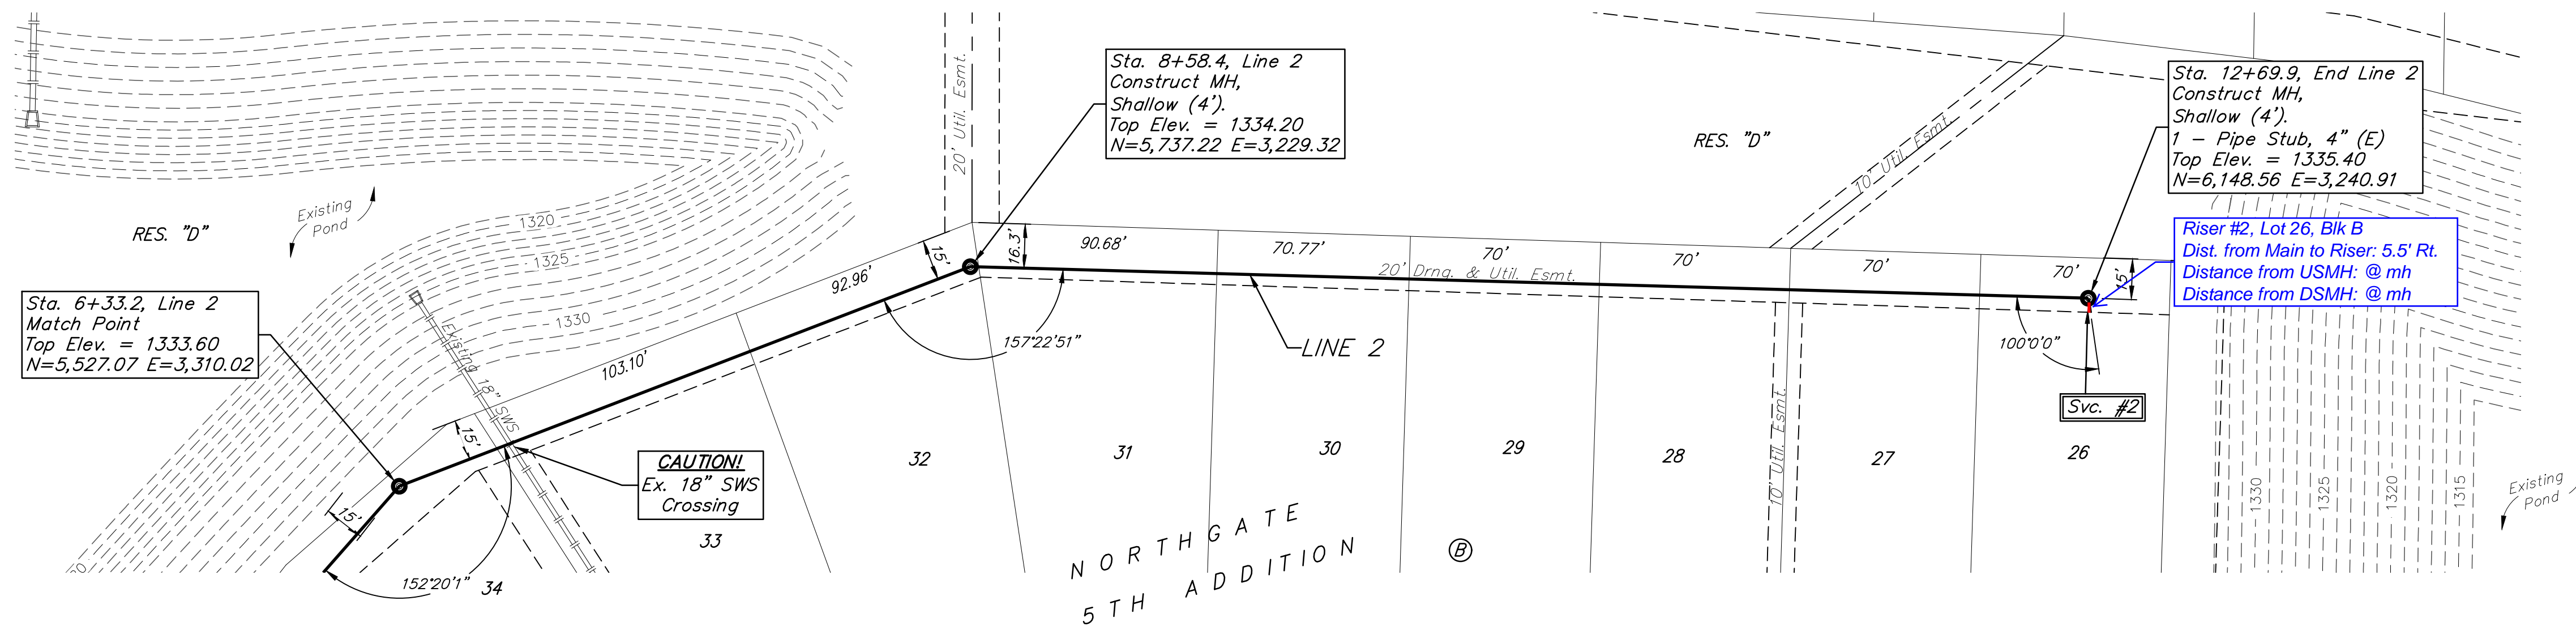 RES. "D"
Existing
Pond
1320
1325
1330
Sta. 6+33.2, Line 2
Match Point
Top Elev. = 1333.60
N=5,527.07 E=3,310.02
Existing 18" SWS
15'
15'
152°20'1"
34
103.10'
92.96'
15'
CAUTION!
Ex. 18" SWS
Crossing
33
32
20' Util. Esmt.
Sta. 8+58.4, Line 2
Construct MH,
Shallow (4').
Top Elev. = 1334.20
N=5,737.22 E=3,229.32
16.3'
90.68'
70.77'
70'
70'
70'
70'
20' Drng. & Util. Esmt.
157°22'51"
LINE 2
31
30
29
28
27
26
10' Util. Esmt.
NORTHGATE
5TH ADDITION
B
RES. "D"
10' Util. Esmt.
Sta. 12+69.9, End Line 2
Construct MH,
Shallow (4').
1 - Pipe Stub, 4" (E)
Top Elev. = 1335.40
N=6,148.56 E=3,240.91
15'
Riser #2, Lot 26, Blk B
Dist. from Main to Riser: 5.5' Rt.
Distance from USMH: @ mh
Distance from DSMH: @ mh
100°0'0"
Svc. #2
1330
1325
1320
1315
Existing
Pond